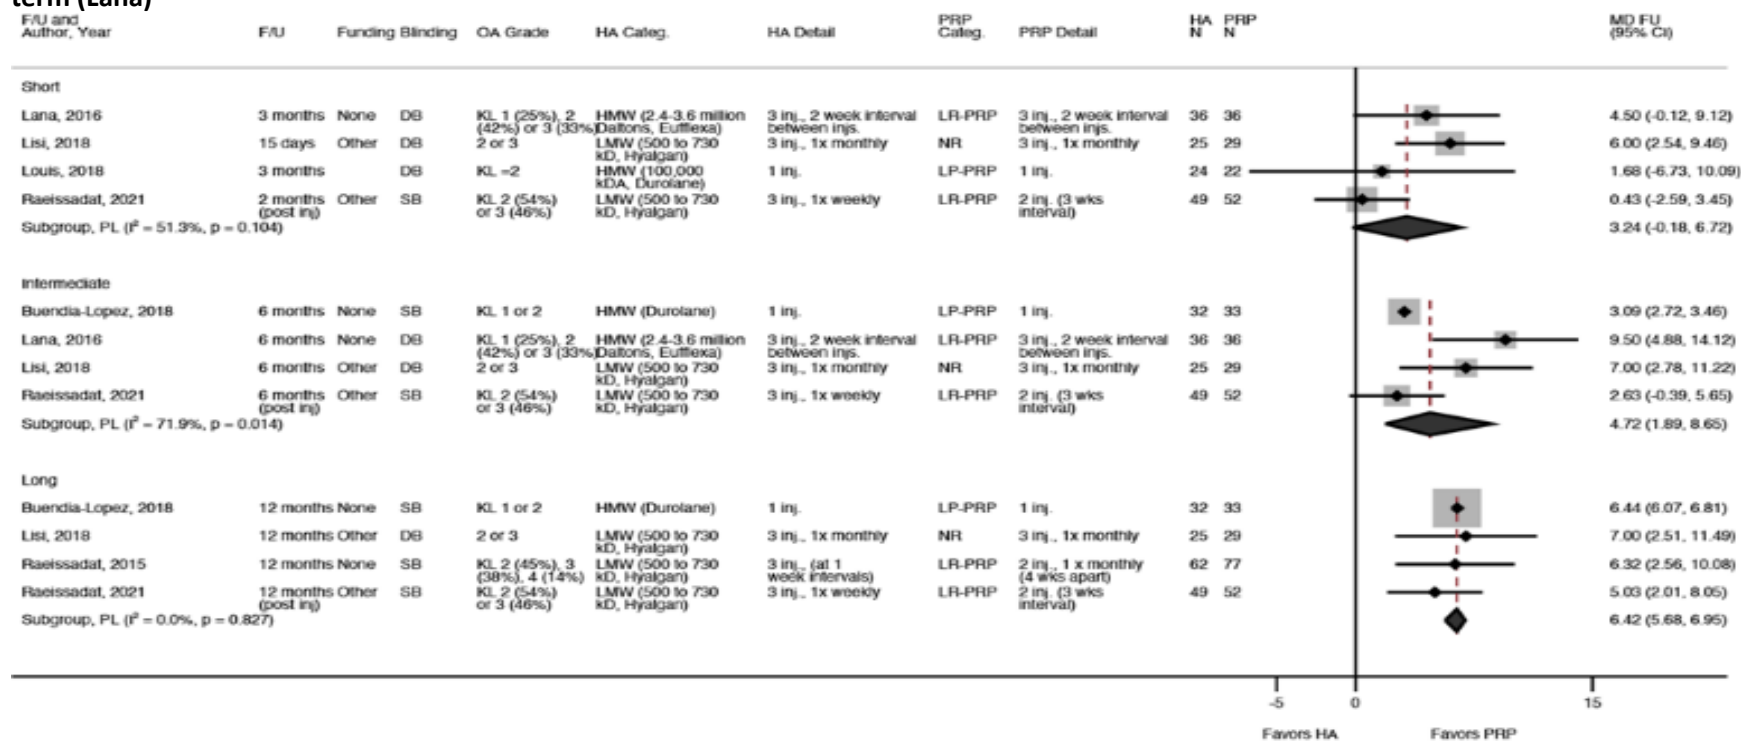 term (Lana)
F/U and Author, Year F/U Funding Blinding OA Grade HA Categ. HA Detail PRP Categ. PRP Detail HA N PRP N MD FU (95% CI)
Short
Lana, 2016 3 months None DB KL 1 (25%), 2 (42%) or 3 (33%) HMW (2.4-3.6 million Daltons, Euflexxa) 3 inj., 2 week interval between injs. LR-PRP 3 inj., 2 week interval between injs. 36 36 4.50 (-0.12, 9.12)
Lisi, 2018 15 days Other DB 2 or 3 LMW (500 to 730 kD, Hyalgan) 3 inj., 1x monthly NR 3 inj., 1x monthly 25 29 6.00 (2.54, 9.46)
Louis, 2018 3 months DB KL =2 HMW (100,000 kDA, Durolane) 1 inj. LP-PRP 1 inj. 24 22 1.68 (-6.73, 10.09)
Raeissadat, 2021 2 months (post inj) Other SB KL 2 (54%) or 3 (46%) LMW (500 to 730 kD, Hyalgan) 3 inj., 1x weekly LR-PRP 2 inj. (3 wks interval) 49 52 0.43 (-2.59, 3.45)
Subgroup, PL (I² = 51.3%, p = 0.104) 3.24 (-0.18, 6.72)
Intermediate
Buendia-Lopez, 2018 6 months None SB KL 1 or 2 HMW (Durolane) 1 inj. LP-PRP 1 inj. 32 33 3.09 (2.72, 3.46)
Lana, 2016 6 months None DB KL 1 (25%), 2 (42%) or 3 (33%) HMW (2.4-3.6 million Daltons, Euflexxa) 3 inj., 2 week interval between injs. LR-PRP 3 inj., 2 week interval between injs. 36 36 9.50 (4.88, 14.12)
Lisi, 2018 6 months Other DB 2 or 3 LMW (500 to 730 kD, Hyalgan) 3 inj., 1x monthly NR 3 inj., 1x monthly 25 29 7.00 (2.78, 11.22)
Raeissadat, 2021 6 months (post inj) Other SB KL 2 (54%) or 3 (46%) LMW (500 to 730 kD, Hyalgan) 3 inj., 1x weekly LR-PRP 2 inj. (3 wks interval) 49 52 2.63 (-0.39, 5.65)
Subgroup, PL (I² = 71.9%, p = 0.014) 4.72 (1.89, 8.65)
Long
Buendia-Lopez, 2018 12 months None SB KL 1 or 2 HMW (Durolane) 1 inj. LP-PRP 1 inj. 32 33 6.44 (6.07, 6.81)
Lisi, 2018 12 months Other DB 2 or 3 LMW (500 to 730 kD, Hyalgan) 3 inj., 1x monthly NR 3 inj., 1x monthly 25 29 7.00 (2.51, 11.49)
Raeissadat, 2015 12 months None SB KL 2 (45%), 3 (38%), 4 (14%) LMW (500 to 730 kD, Hyalgan) 3 inj., (at 1 week intervals) LR-PRP 2 inj., 1 x monthly (4 wks apart) 62 77 6.32 (2.56, 10.08)
Raeissadat, 2021 12 months (post inj) Other SB KL 2 (54%) or 3 (46%) LMW (500 to 730 kD, Hyalgan) 3 inj., 1x weekly LR-PRP 2 inj. (3 wks interval) 49 52 5.03 (2.01, 8.05)
Subgroup, PL (I² = 0.0%, p = 0.827) 6.42 (5.68, 6.95)
-5 0 15
Favors HA Favors PRP